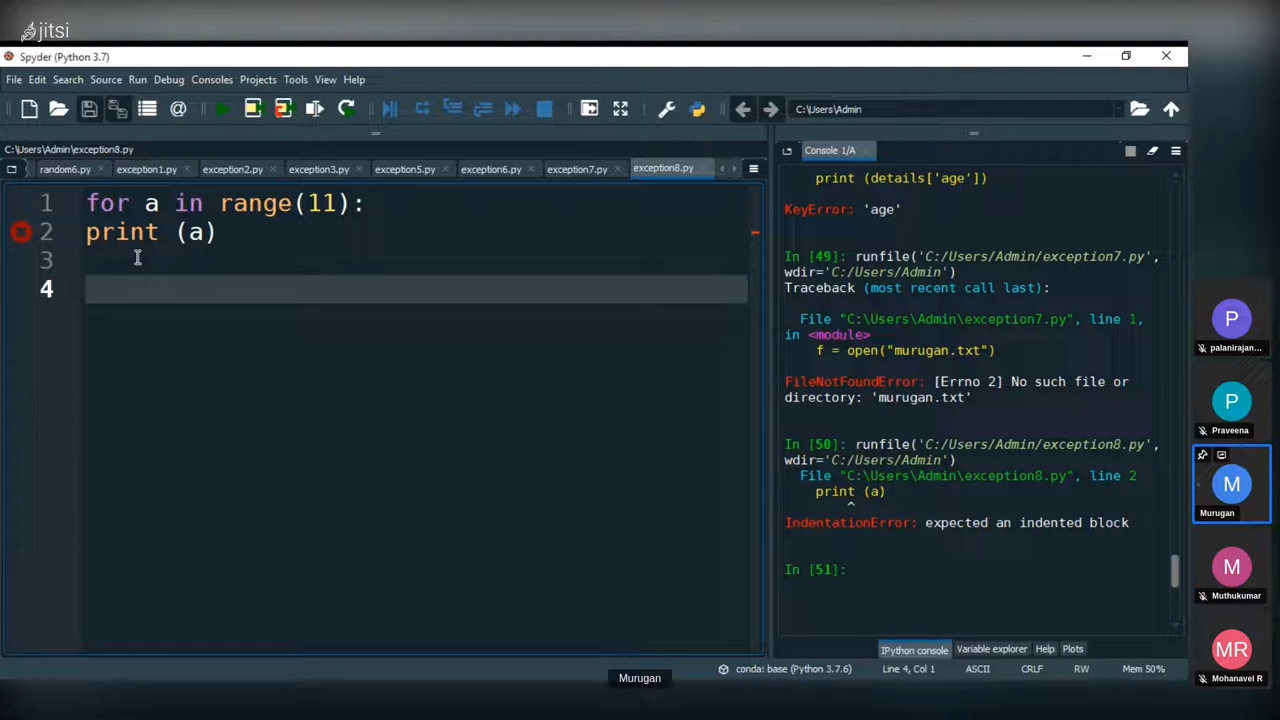 jitsi
Spyder (Python 3.7)
File Edit Search Source Run Debug Consoles Projects Tools View Help
C:\Users\Admin
C:\Users\Admin\exception8.py
random6.py exception1.py exception2.py exception3.py exception5.py exception6.py exception7.py exception8.py
1 for a in range(11):
2 print (a)
3
4
Console 1/A
print (details['age'])
KeyError: 'age'
In [49]: runfile('C:/Users/Admin/exception7.py',
wdir='C:/Users/Admin')
Traceback (most recent call last):
File "C:\Users\Admin\exception7.py", line 1,
in <module>
f = open("murugan.txt")
FileNotFoundError: [Errno 2] No such file or
directory: 'murugan.txt'
In [50]: runfile('C:/Users/Admin/exception8.py',
wdir='C:/Users/Admin')
File "C:\Users\Admin\exception8.py", line 2
print (a)
^
IndentationError: expected an indented block
In [51]:
IPython console Variable explorer Help Plots
conda: base (Python 3.7.6) Line 4, Col 1 ASCII CRLF RW Mem 50%
Murugan
P
palanirajan...
P
Praveena
M
Murugan
M
Muthukumar
MR
Mohanavel R